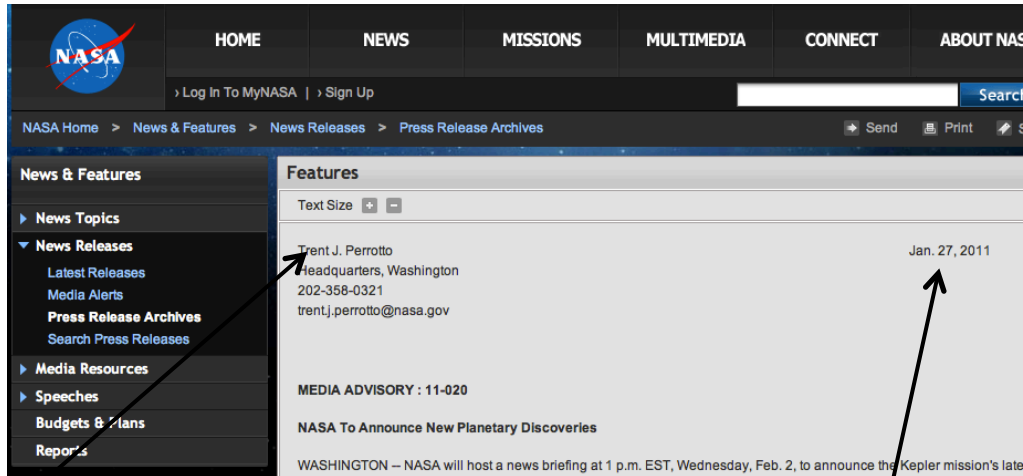 NASA
HOME NEWS MISSIONS MULTIMEDIA CONNECT ABOUT NAS
› Log In To MyNASA | › Sign Up
Search
NASA Home > News & Features > News Releases > Press Release Archives
Send Print S
News & Features
Features
Text Size + -
News Topics
News Releases
Latest Releases
Media Alerts
Press Release Archives
Search Press Releases
Media Resources
Speeches
Budgets & Plans
Reports
Trent J. Perrotto
Jan. 27, 2011
Headquarters, Washington
202-358-0321
trent.j.perrotto@nasa.gov
MEDIA ADVISORY : 11-020
NASA To Announce New Planetary Discoveries
WASHINGTON -- NASA will host a news briefing at 1 p.m. EST, Wednesday, Feb. 2, to announce the Kepler mission's late